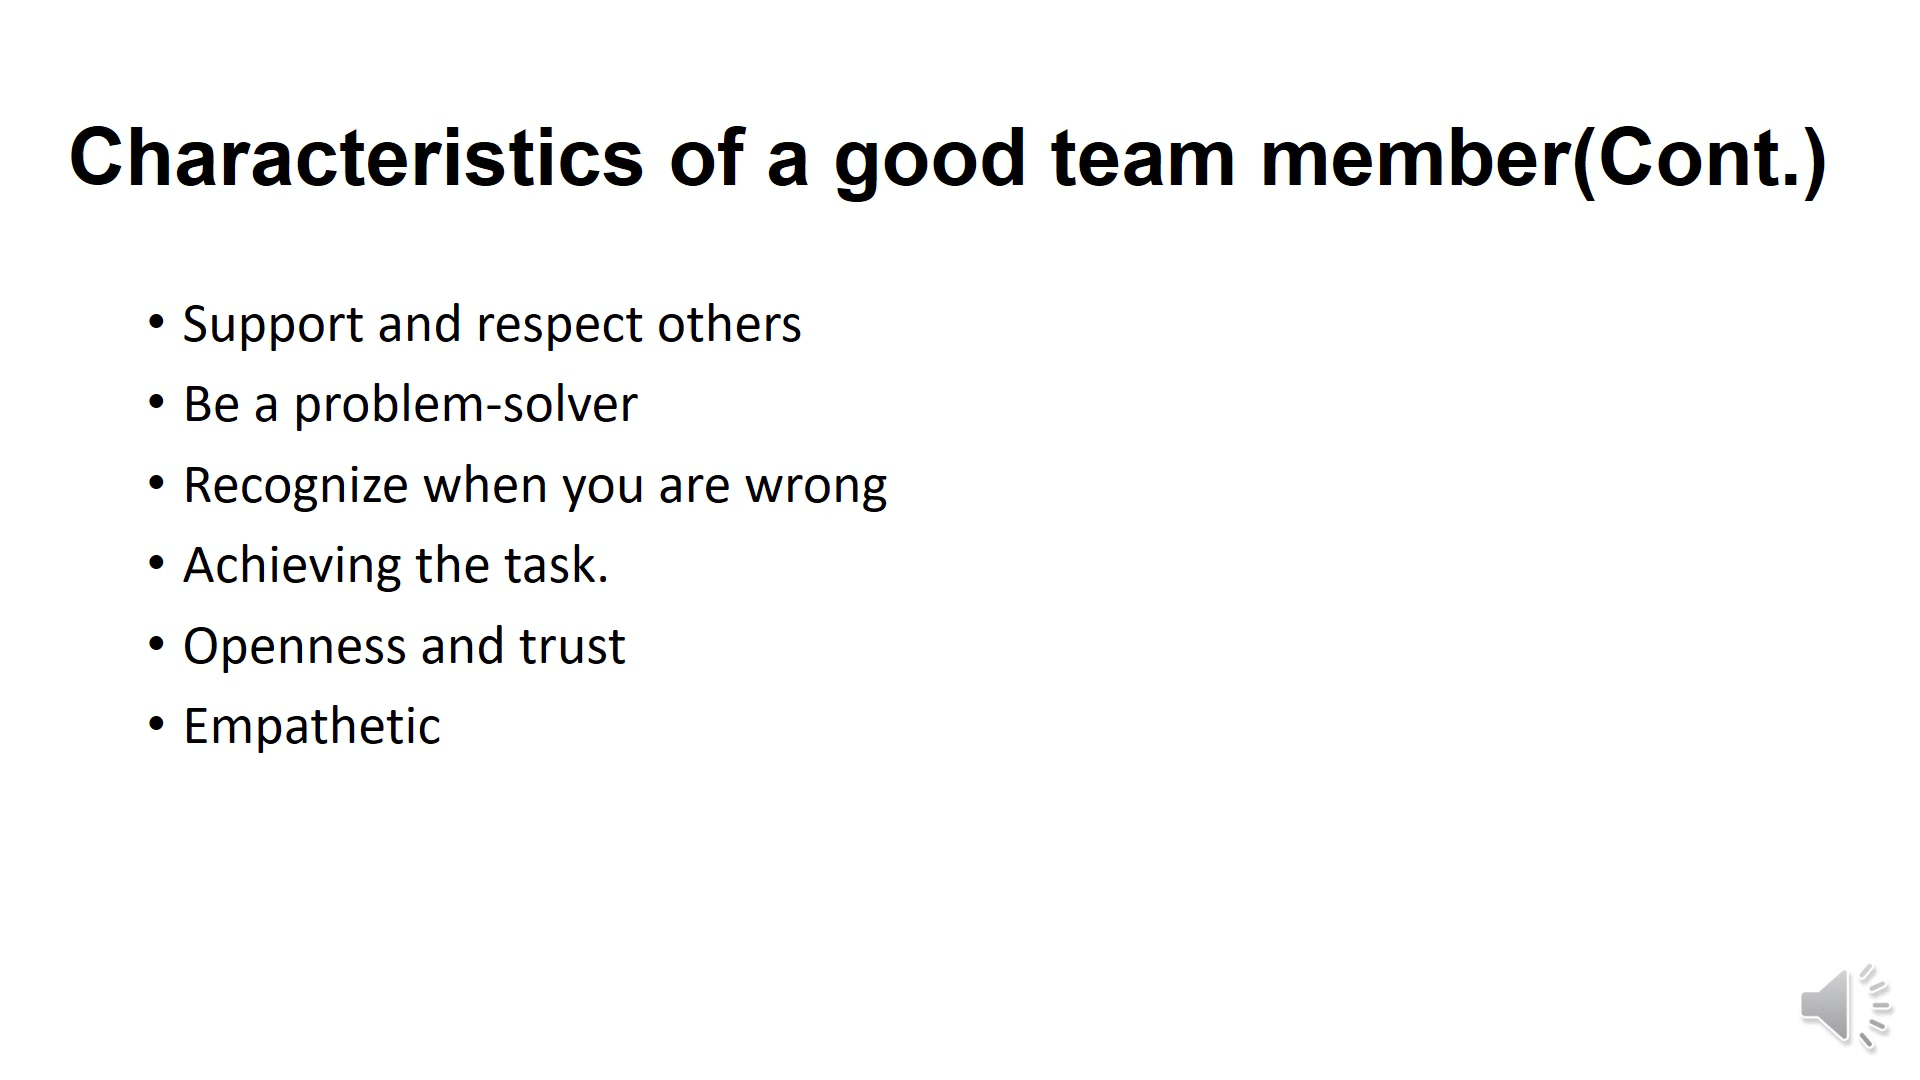 Characteristics of a good team member(Cont.)
• Support and respect others
• Be a problem-solver
• Recognize when you are wrong
• Achieving the task.
• Openness and trust
• Empathetic